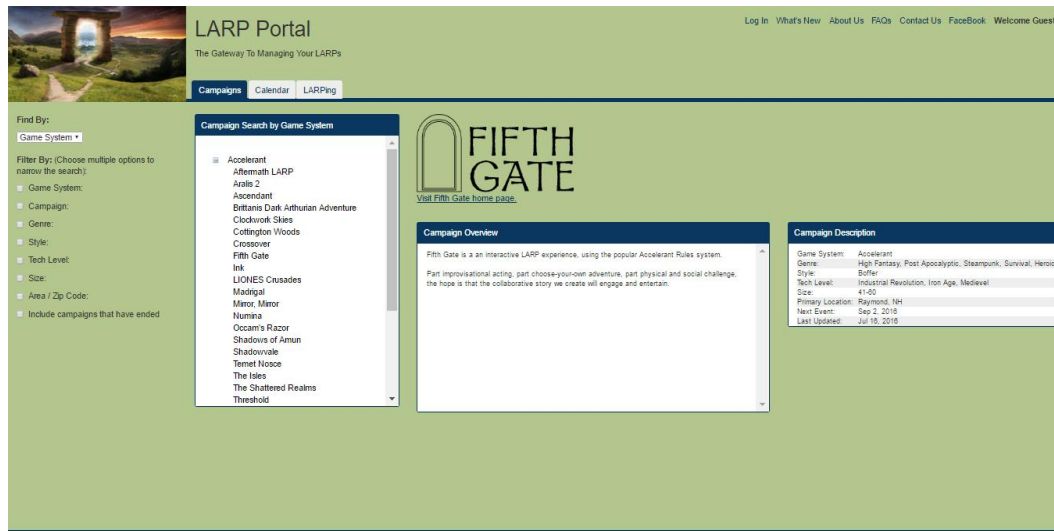 LARP Portal
The Gateway To Managing Your LARPs
Log In What's New About Us FAQs Contact Us FaceBook Welcome Guest
Campaigns Calendar LARPing
Find By:
Game System
Filter By: (Choose multiple options to
narrow the search):
Game System:
Campaign:
Genre:
Style:
Tech Level:
Size:
Area / Zip Code:
Include campaigns that have ended
Campaign Search by Game System
Accelerant
Aftermath LARP
Aralis 2
Ascendant
Brittanis Dark Arthurian Adventure
Clockwork Skies
Cottington Woods
Crossover
Fifth Gate
Ink
LIONES Crusades
Madrigal
Mirror, Mirror
Numina
Occam's Razor
Shadows of Amun
Shadowvale
Temet Nosce
The Isles
The Shattered Realms
Threshold
FIFTH
GATE
Visit Fifth Gate home page.
Campaign Overview
Fifth Gate is a an interactive LARP experience, using the popular Accelerant Rules system.
Part improvisational acting, part choose-your-own adventure, part physical and social challenge,
the hope is that the collaborative story we create will engage and entertain.
Campaign Description
Game System: Accelerant
Genre: High Fantasy, Post Apocalyptic, Steampunk, Survival, Heroic
Style: Boffer
Tech Level: Industrial Revolution, Iron Age, Medievel
Size: 41-60
Primary Location: Raymond, NH
Next Event: Sep 2, 2016
Last Updated: Jul 16, 2016